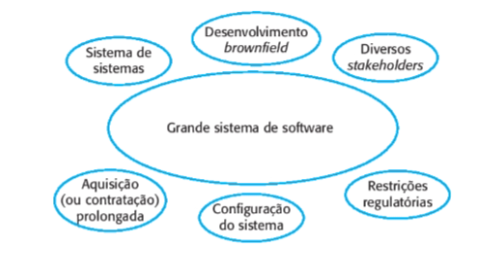 Desenvolvimento
brownfield
Sistema de
sistemas
Diversos
stakeholders
Grande sistema de software
Aquisição
(ou contratação)
prolongada
Configuração
do sistema
Restrições
regulatórias